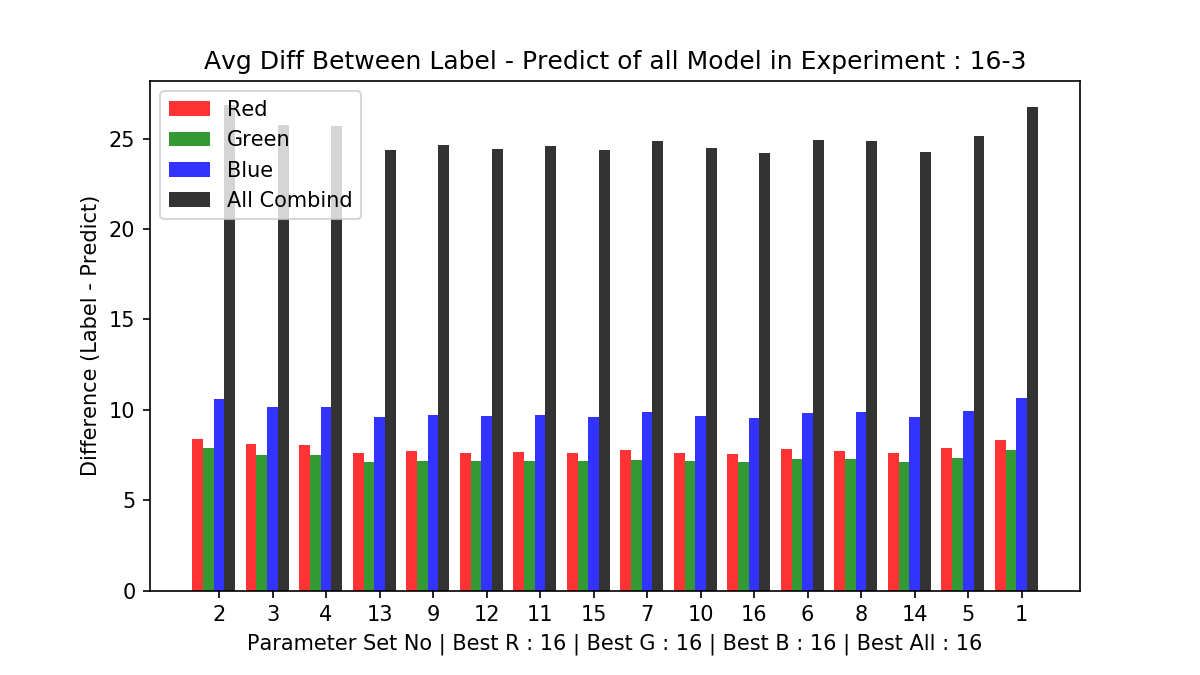 Avg Diff Between Label - Predict of all Model in Experiment : 16-3
Red
Green
Blue
All Combind
Difference (Label - Predict)
25
20
15
10
5
0
2 3 4 13 9 12 11 15 7 10 16 6 8 14 5 1
Parameter Set No | Best R : 16 | Best G : 16 | Best B : 16 | Best All : 16